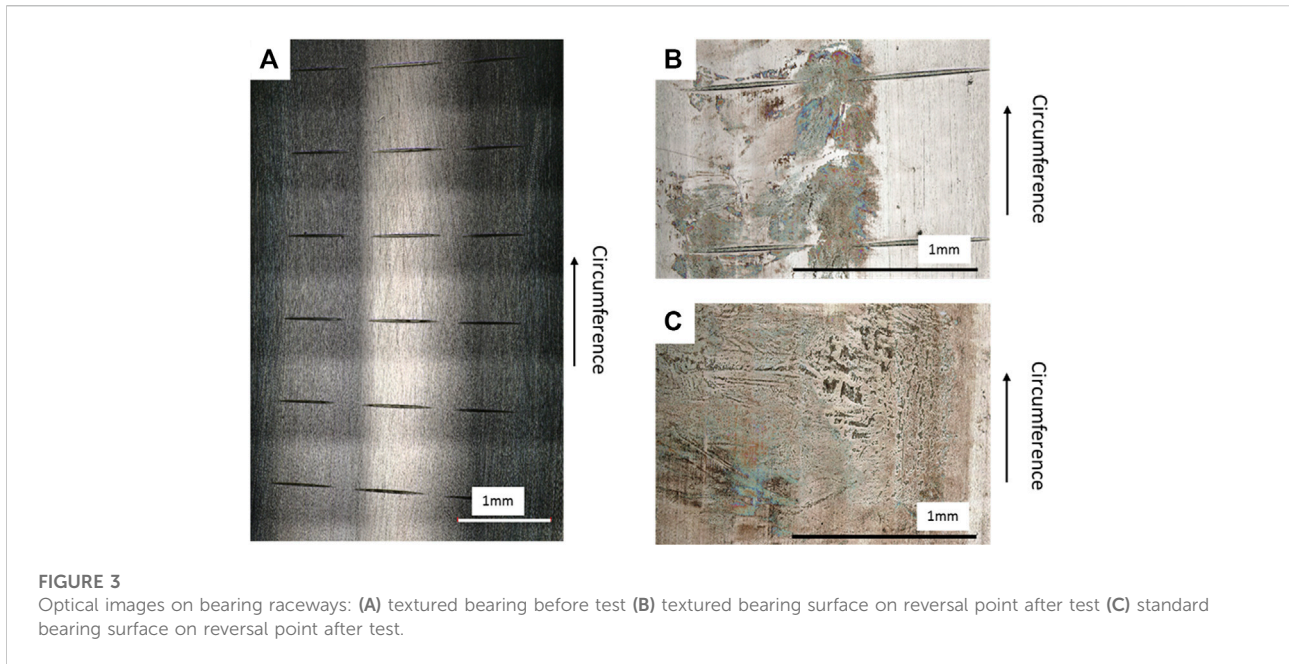 A
Circumference
1mm
B
Circumference
1mm
C
Circumference
1mm
FIGURE 3
Optical images on bearing raceways: (A) textured bearing before test (B) textured bearing surface on reversal point after test (C) standard
bearing surface on reversal point after test.